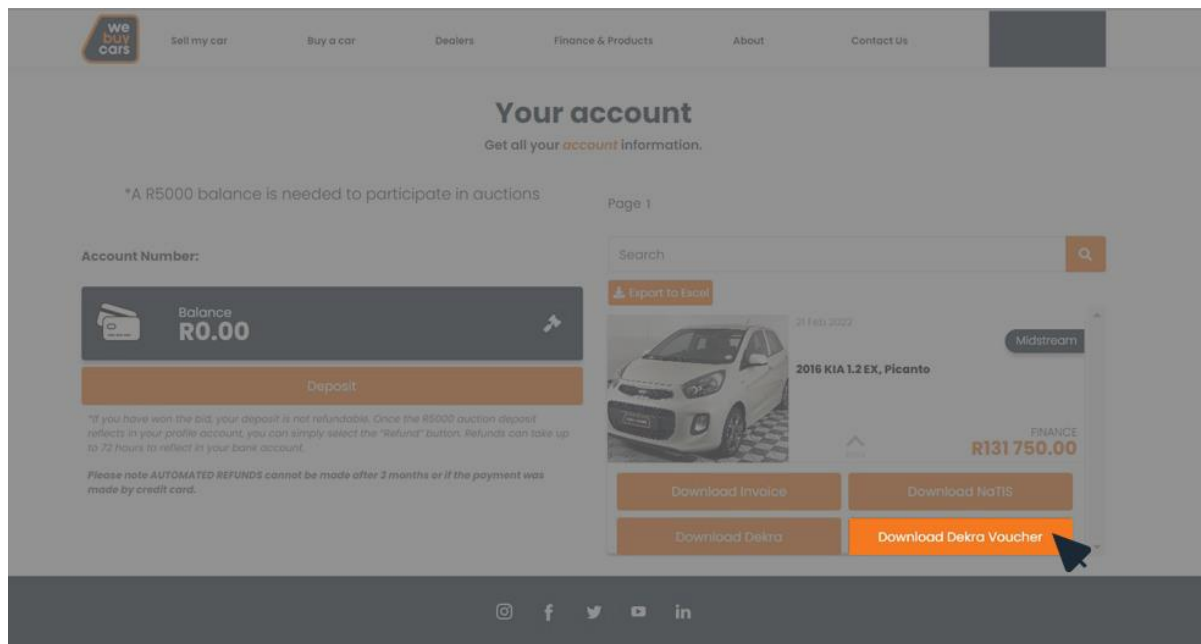 we
buy
cars
Sell my car
Buy a car
Dealers
Finance & Products
About
Contact Us
Your account
Get all your account information.
*A R5000 balance is needed to participate in auctions
Account Number:
Balance
R0.00
Deposit
*If you have won the bid, your deposit is not refundable. Once the R5000 auction deposit
reflects in your profile account, you can simply select the "Refund" button. Refunds can take up
to 72 hours to reflect in your bank account.
Please note AUTOMATED REFUNDS cannot be made after 3 months or if the payment was
made by credit card.
Page 1
Search
Export to Excel
21 Feb 2022
Midstream
2016 KIA 1.2 EX, Picanto
FINANCE
R131 750.00
Download Invoice
Download NaTIS
Download Dekra
Download Dekra Voucher